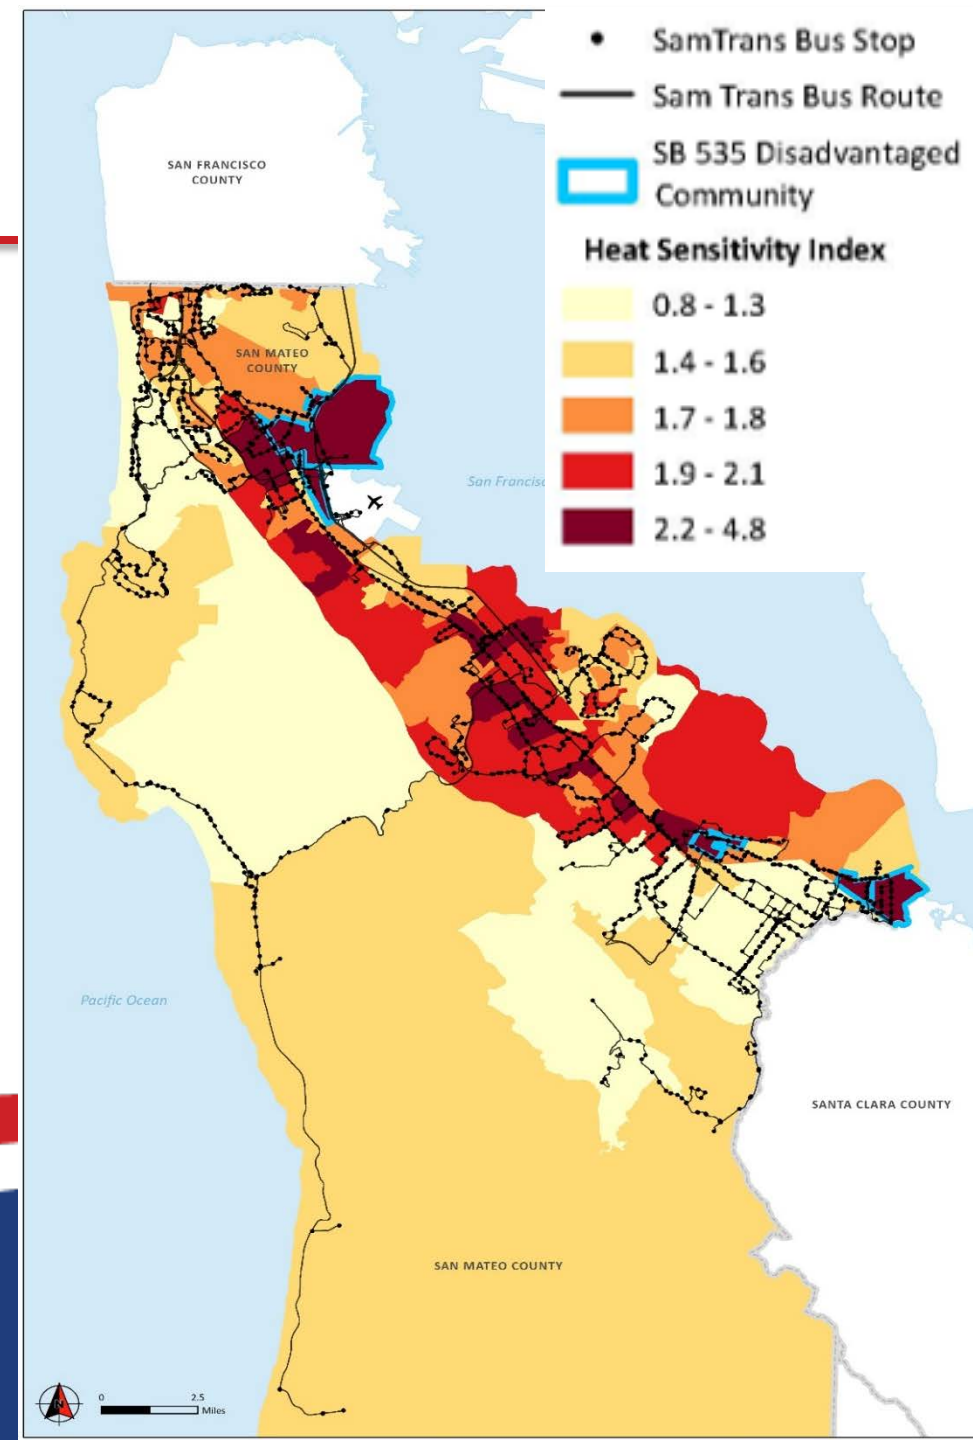 SamTrans Bus Stop
Sam Trans Bus Route
SB 535 Disadvantaged
Community
Heat Sensitivity Index
0.8 - 1.3
1.4 - 1.6
1.7 - 1.8
1.9 - 2.1
2.2 - 4.8
SAN FRANCISCO
COUNTY
SAN MATEO
COUNTY
San Francisc
Pacific Ocean
SANTA CLARA COUNTY
SAN MATEO COUNTY
N
0 2.5
Miles